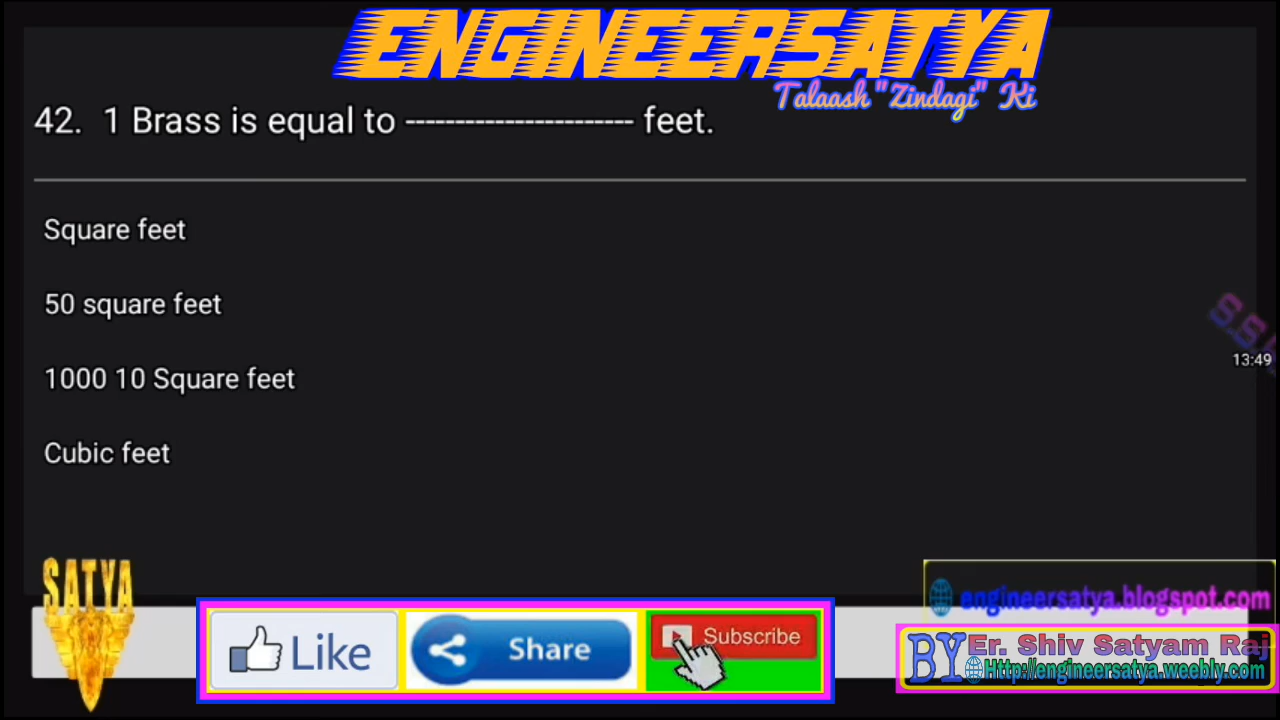 ENGINEERSATYA
Talaash "Zindagi" Ki
42. 1 Brass is equal to ----------------------- feet.
Square feet
50 square feet
1000 10 Square feet
Cubic feet
13:49
SATYA
Like
Share
Subscribe
engineersatya.blogspot.com
BY Er. Shiv Satyam Raj
Http://engineersatya.weebly.com